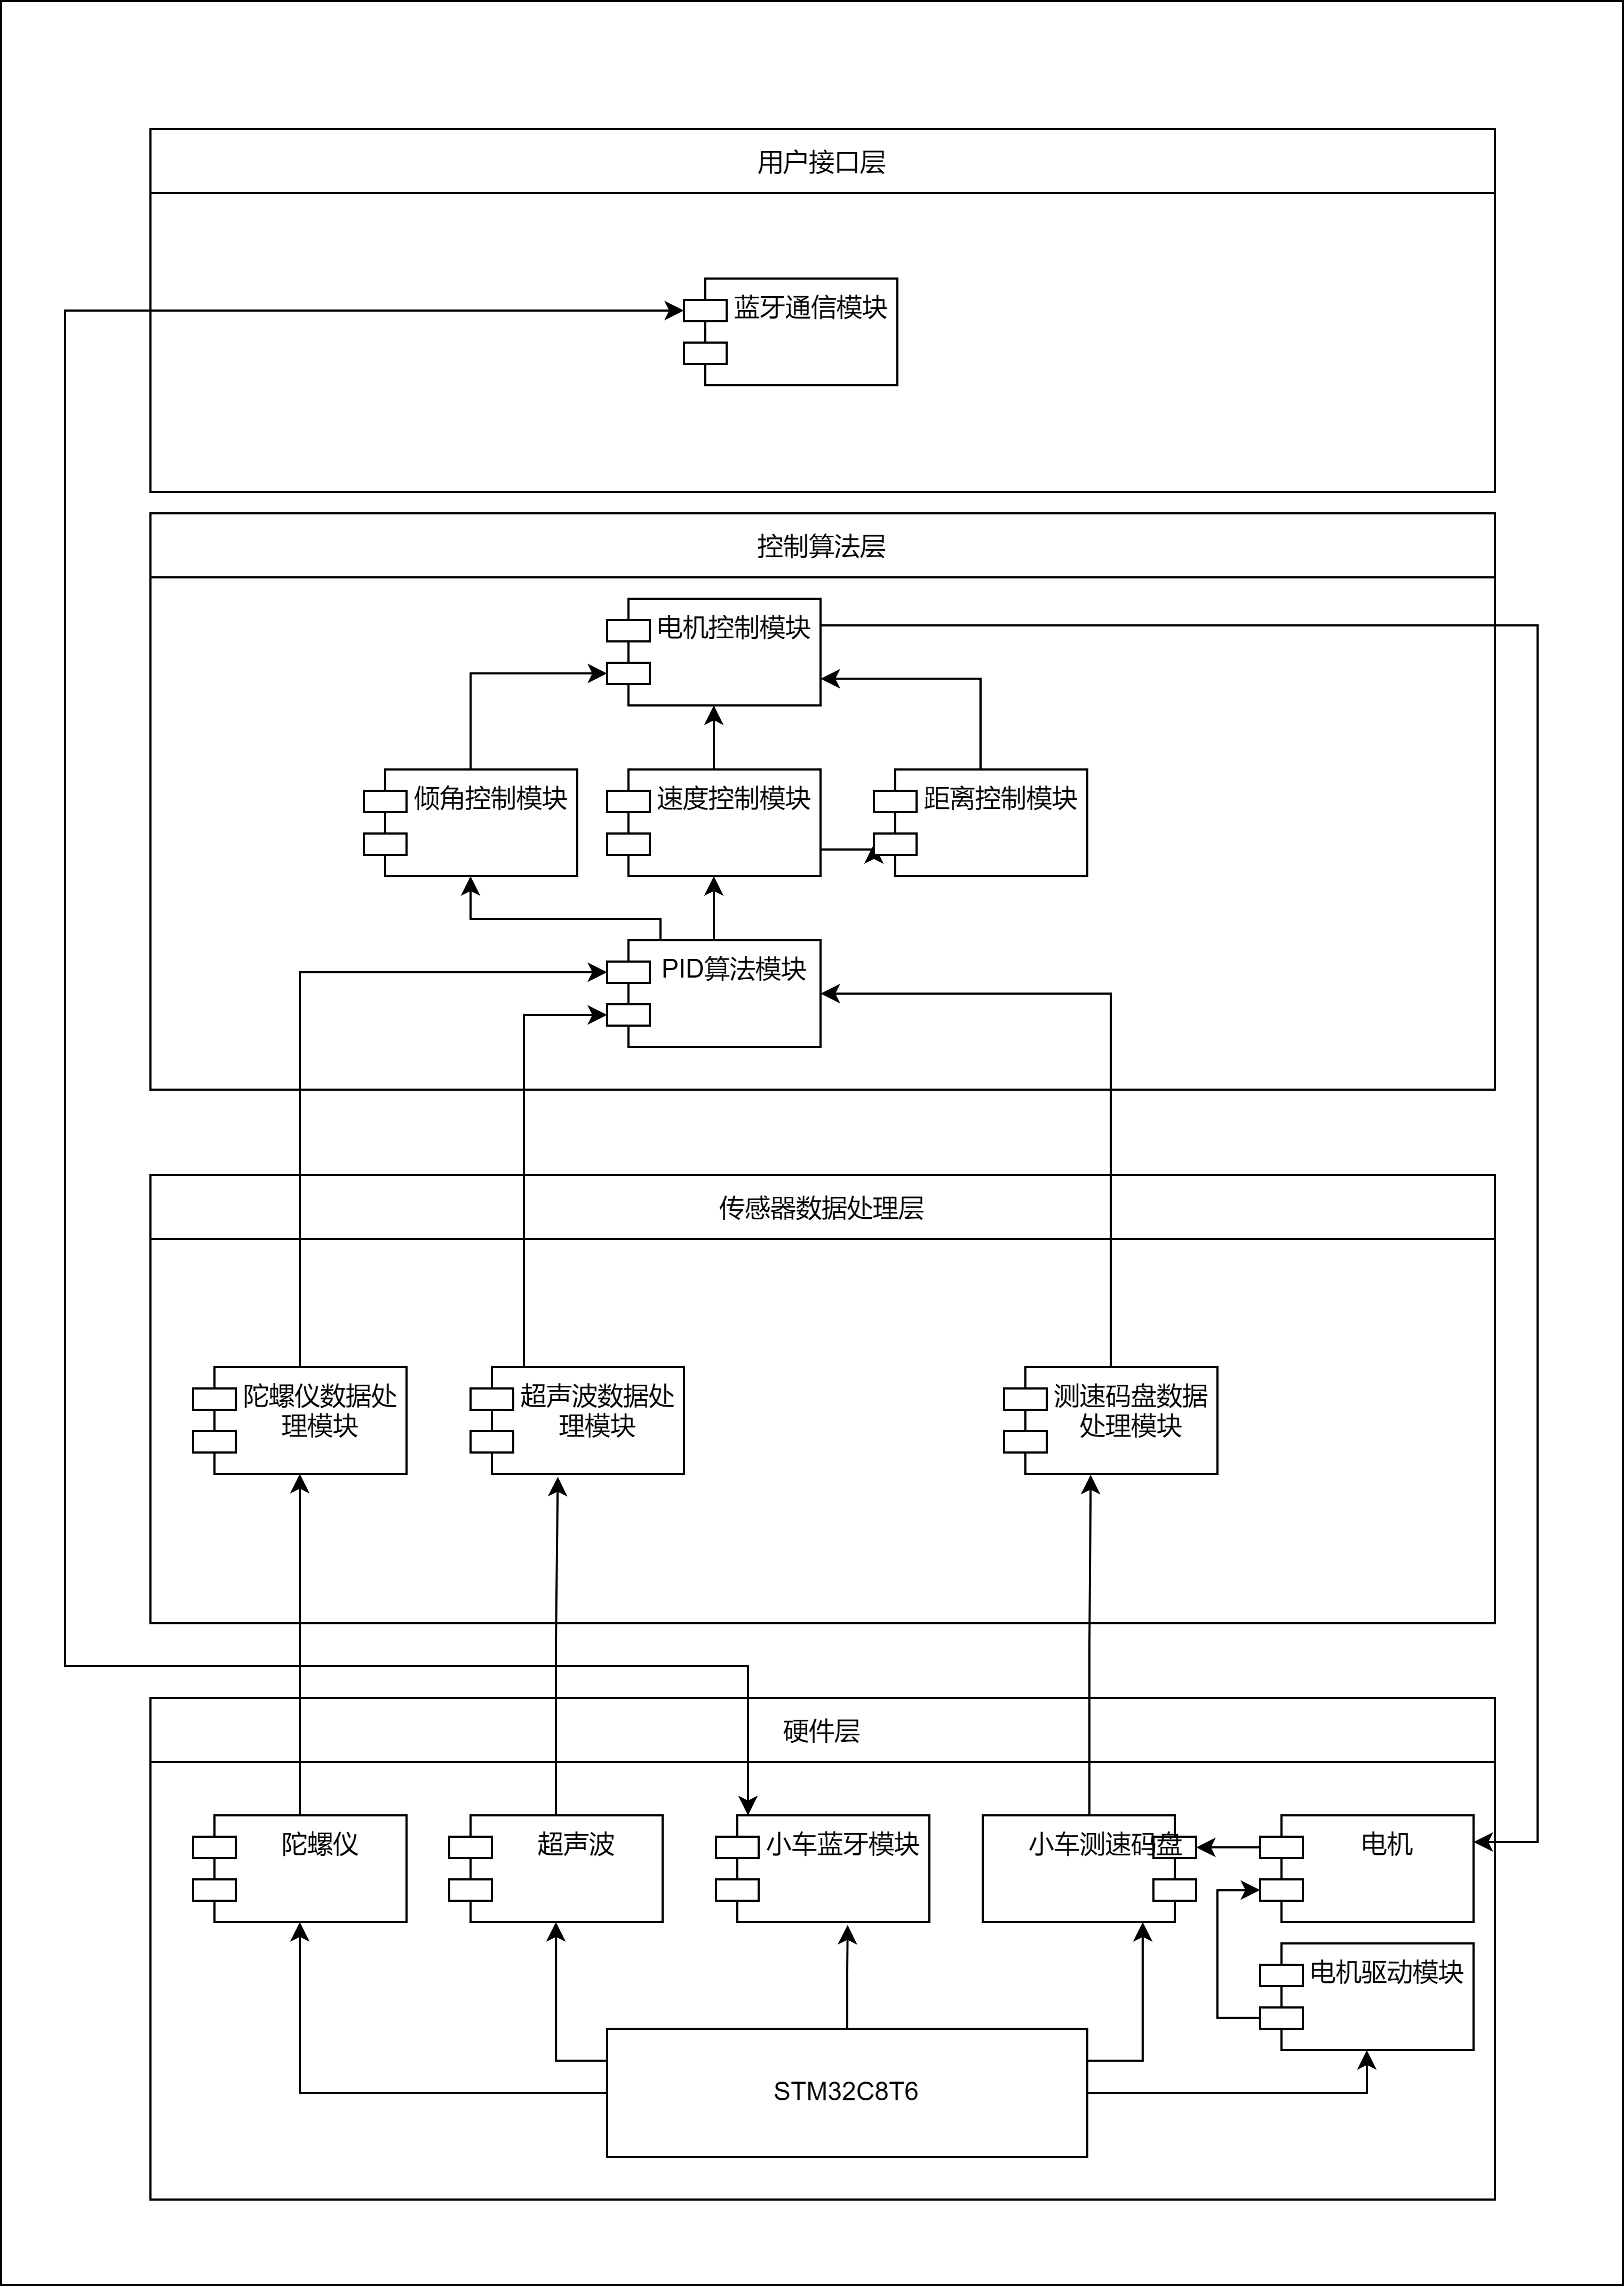 用户接口层
蓝牙通信模块
控制算法层
电机控制模块
倾角控制模块
速度控制模块
距离控制模块
PID算法模块
传感器数据处理层
陀螺仪数据处
理模块
超声波数据处
理模块
测速码盘数据
处理模块
硬件层
陀螺仪
超声波
小车蓝牙模块
小车测速码盘
电机
电机驱动模块
STM32C8T6